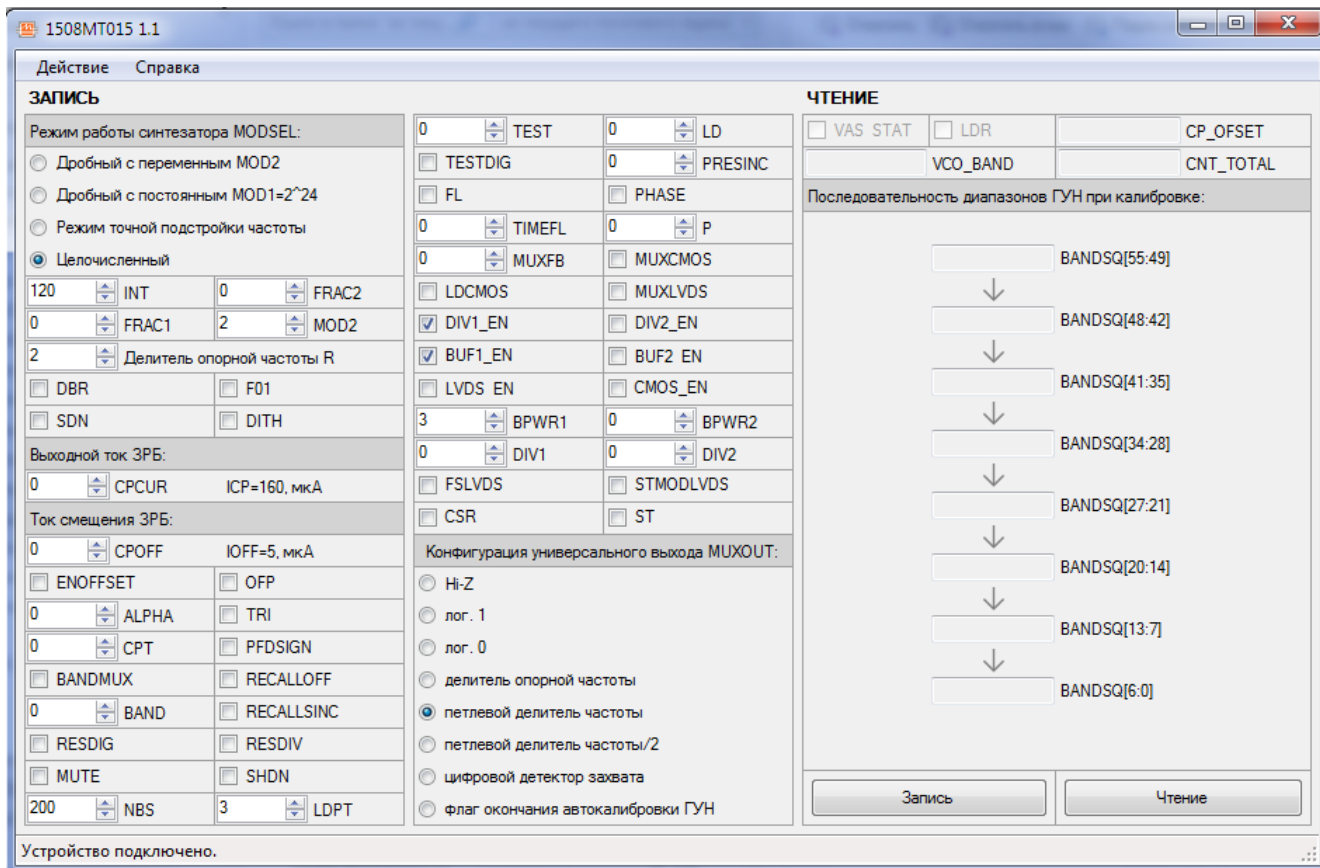 1508MT015 1.1
Действие Справка
ЗАПИСЬ
Режим работы синтезатора MODSEL:
Дробный с переменным MOD2
Дробный с постоянным MOD1=2^24
Режим точной подстройки частоты
Целочисленный
120 INT 0 FRAC2
0 FRAC1 2 MOD2
2 Делитель опорной частоты R
DBR F01
SDN DITH
Выходной ток ЗРБ:
0 CPCUR ICP=160, мкА
Ток смещения ЗРБ:
0 CPOFF IOFF=5, мкА
ENOFFSET OFP
0 ALPHA TRI
0 CPT PFDSIGN
BANDMUX RECALLOFF
0 BAND RECALLSINC
RESDIG RESDIV
MUTE SHDN
200 NBS 3 LDPT
0 TEST 0 LD
TESTDIG 0 PRESINC
FL PHASE
0 TIMEFL 0 P
0 MUXFB MUXCMOS
LDCMOS MUXLVDS
DIV1_EN DIV2_EN
BUF1_EN BUF2 EN
LVDS EN CMOS_EN
3 BPWR1 0 BPWR2
0 DIV1 0 DIV2
FSLVDS STMODLVDS
CSR ST
Конфигурация универсального выхода MUXOUT:
Hi-Z
лог. 1
лог. 0
делитель опорной частоты
петлевой делитель частоты
петлевой делитель частоты/2
цифровой детектор захвата
флаг окончания автокалибровки ГУН
ЧТЕНИЕ
VAS STAT LDR CP_OFSET
VCO_BAND CNT_TOTAL
Последовательность диапазонов ГУН при калибровке:
BANDSQ[55:49]
BANDSQ[48:42]
BANDSQ[41:35]
BANDSQ[34:28]
BANDSQ[27:21]
BANDSQ[20:14]
BANDSQ[13:7]
BANDSQ[6:0]
Запись Чтение
Устройство подключено.